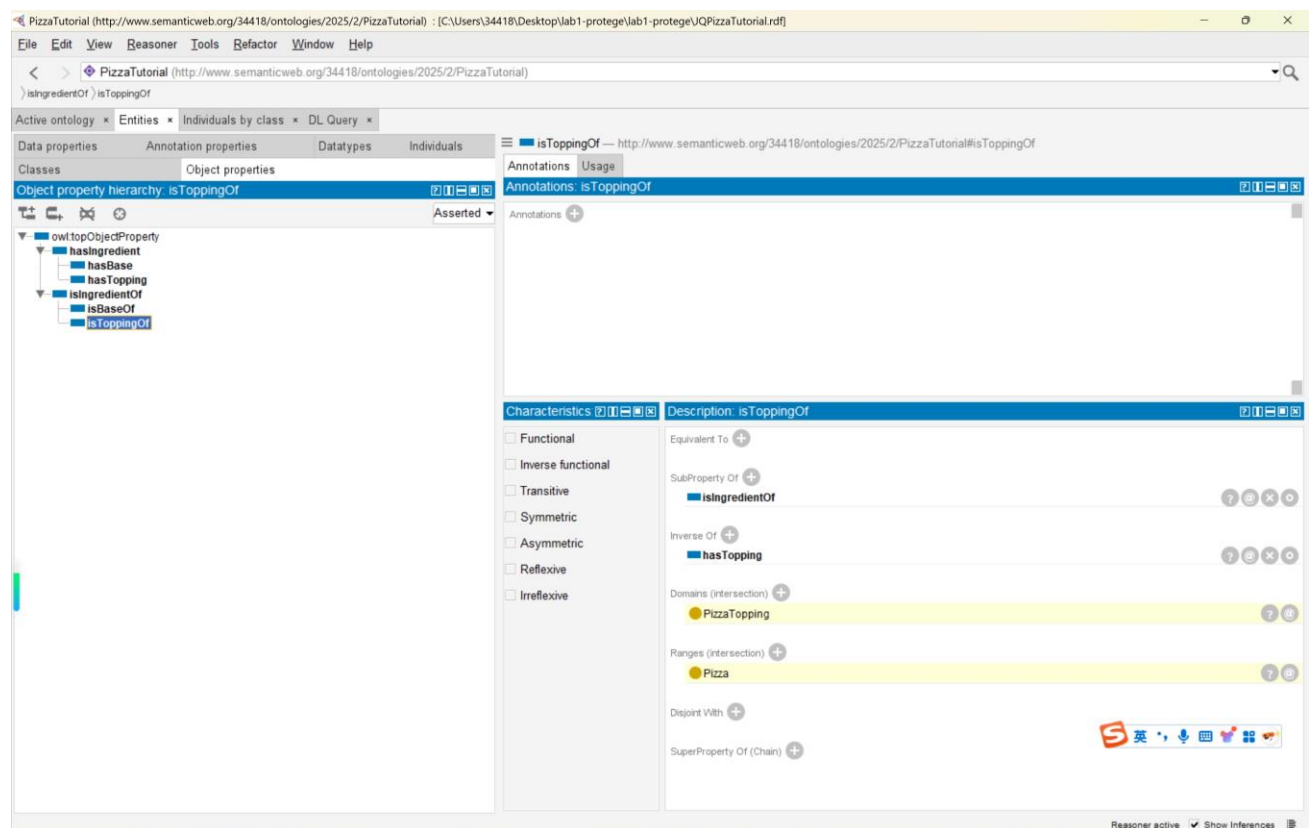 PizzaTutorial (http://www.semanticweb.org/34418/ontologies/2025/2/PizzaTutorial) : [C:\Users\34418\Desktop\lab1-protege\lab1-protege\JQPizzaTutorial.rdf]
File Edit View Reasoner Tools Refactor Window Help
PizzaTutorial (http://www.semanticweb.org/34418/ontologies/2025/2/PizzaTutorial)
isIngredientOf isToppingOf
Active ontology × Entities × Individuals by class × DL Query ×
Data properties Annotation properties Datatypes Individuals
Classes Object properties
Object property hierarchy: isToppingOf
Asserted
owl:topObjectProperty
hasIngredient
hasBase
hasTopping
isIngredientOf
isBaseOf
isToppingOf
isToppingOf — http://www.semanticweb.org/34418/ontologies/2025/2/PizzaTutorial#isToppingOf
Annotations Usage
Annotations: isToppingOf
Annotations
Characteristics
Functional
Inverse functional
Transitive
Symmetric
Asymmetric
Reflexive
Irreflexive
Description: isToppingOf
Equivalent To
SubProperty Of
isIngredientOf
Inverse Of
hasTopping
Domains (intersection)
PizzaTopping
Ranges (intersection)
Pizza
Disjoint With
SuperProperty Of (Chain)
英
Reasoner active Show Inferences